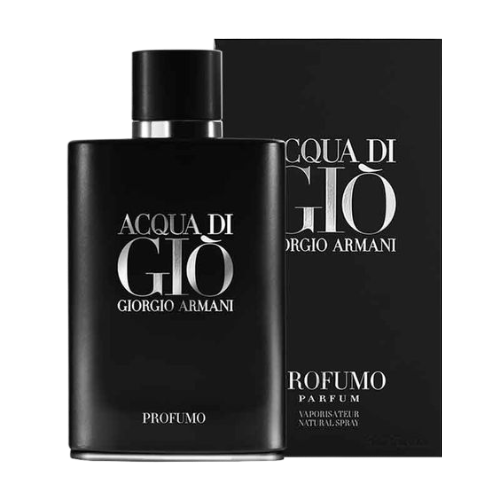 ACQUA DI
GIÒ
GIORGIO ARMANI
PROFUMO
ACQUA DI
GIÒ
GIORGIO ARMANI
PROFUMO
PARFUM
VAPORISATEUR
NATURAL SPRAY